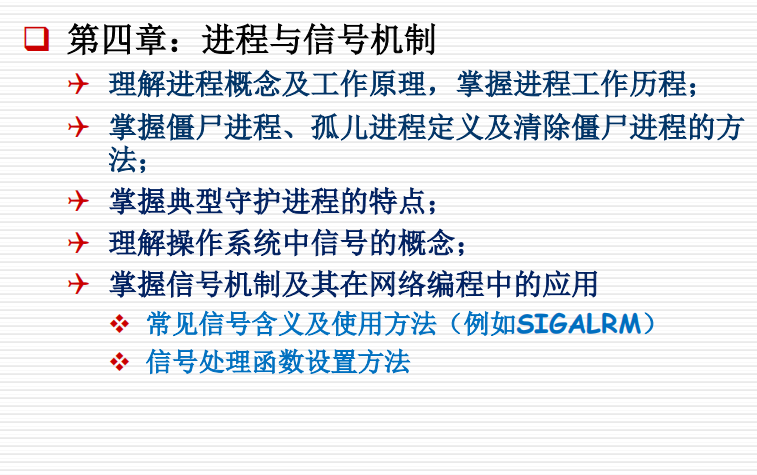 第四章：进程与信号机制
理解进程概念及工作原理，掌握进程工作历程；
掌握僵尸进程、孤儿进程定义及清除僵尸进程的方
法；
掌握典型守护进程的特点；
理解操作系统中信号的概念；
掌握信号机制及其在网络编程中的应用
常见信号含义及使用方法（例如SIGALRM）
信号处理函数设置方法